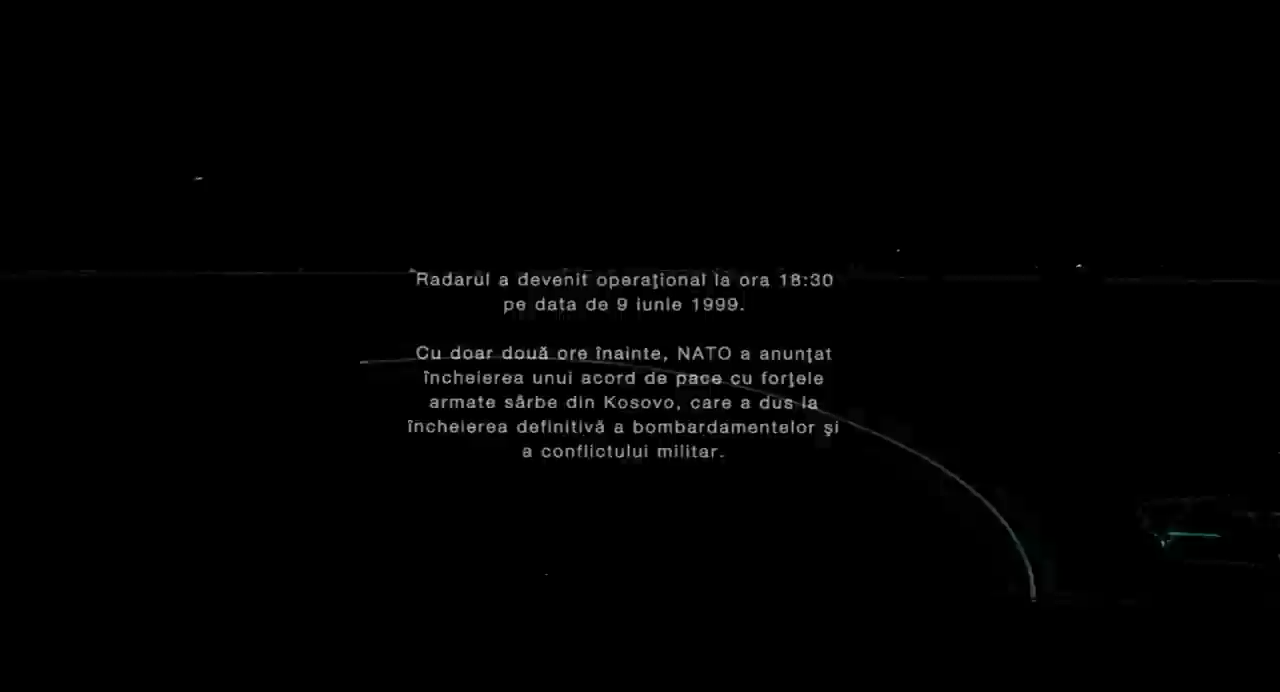 Radarul a devenit operaţional la ora 18:30
pe data de 9 iunie 1999.
Cu doar două ore înainte, NATO a anunţat
încheierea unui acord de pace cu forţele
armate sârbe din Kosovo, care a dus la
încheierea definitivă a bombardamentelor şi
a conflictului militar.